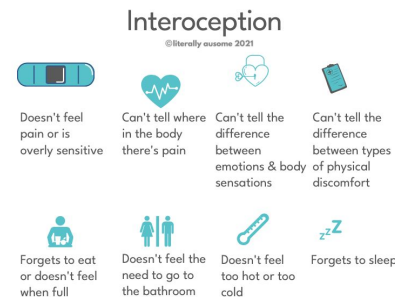 Interoception
©literally ausome 2021
Doesn't feel
pain or is
overly sensitive
Can't tell where
in the body
there's pain
Can't tell the
difference
between
emotions & body
sensations
Can't tell the
difference
between types
of physical
discomfort
zzZ
Forgets to eat
or doesn't feel
when full
Doesn't feel the
need to go to
the bathroom
Doesn't feel
too hot or too
cold
Forgets to sleep